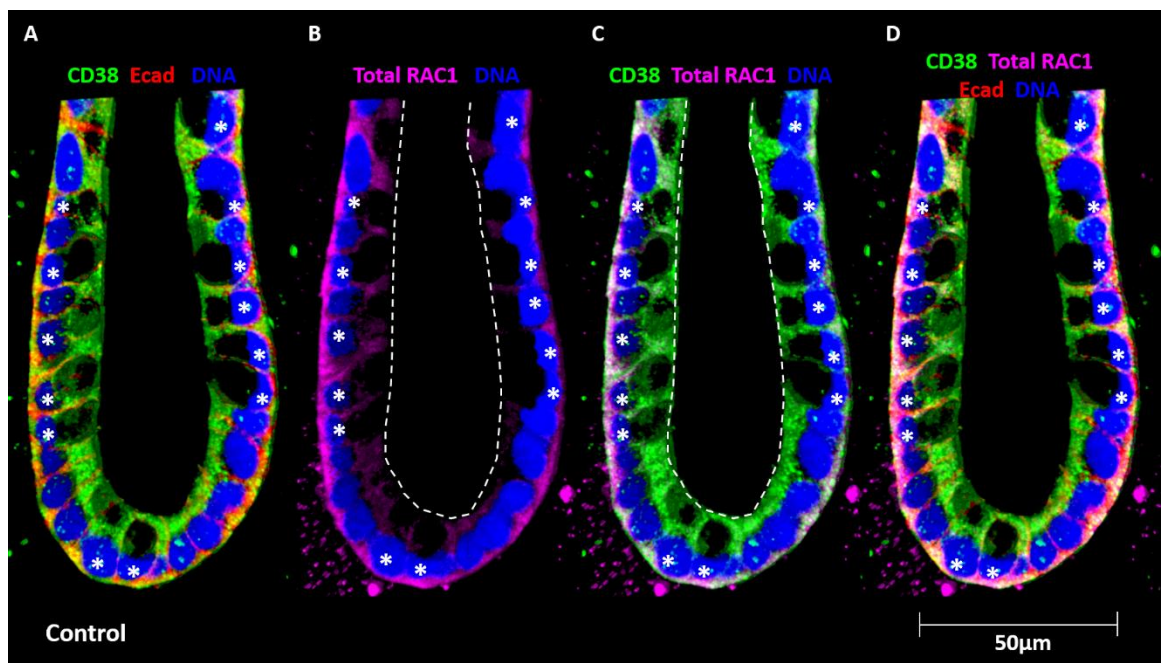 A
CD38 Ecad DNA
B
Total RAC1 DNA
C
CD38 Total RAC1 DNA
D
CD38 Total RAC1
Ecad DNA
Control
50µm